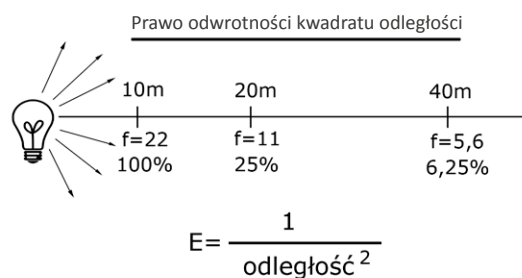 Prawo odwrotności kwadratu odległości
10m 20m 40m
f=22 f=11 f=5,6
100% 25% 6,25%
E= 1
odległość 2